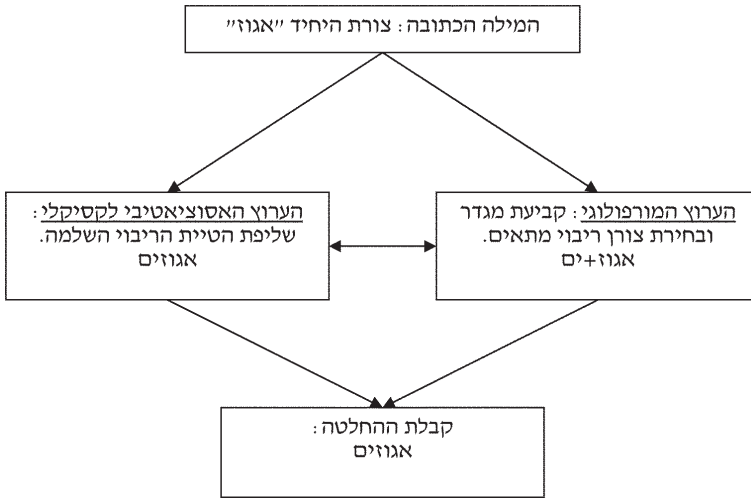 המילה הכתובה: צורת היחיד "אגוז"
הערוץ המורפולוגי: קביעת מגדר
ובחירת צורן ריבוי מתאים.
אגוז+ים
הערוץ האסוציאטיבי לקסיקלי:
שליפת הטיית הריבוי השלמה.
אגוזים
קבלת ההחלטה:
אגוזים